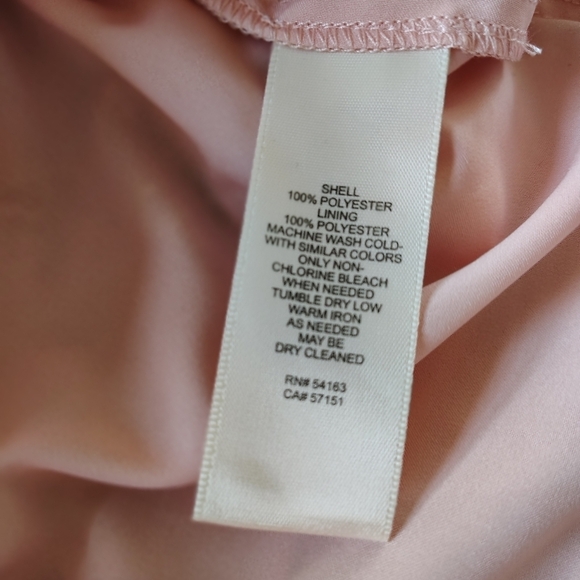 SHELL
100% POLYESTER
LINING
100% POLYESTER
MACHINE WASH COLD-
WITH SIMILAR COLORS
ONLY NON-
CHLORINE BLEACH
WHEN NEEDED
TUMBLE DRY LOW
WARM IRON
AS NEEDED
MAY BE
DRY CLEANED
RN# 54163
CA# 57151